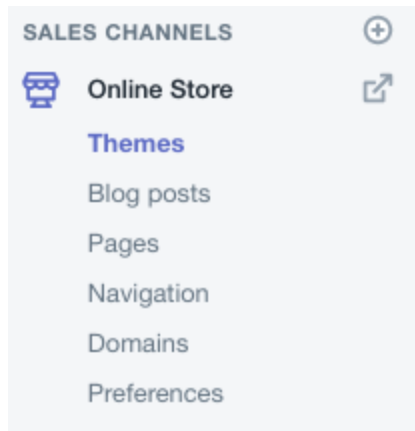 SALES CHANNELS
Online Store
Themes
Blog posts
Pages
Navigation
Domains
Preferences